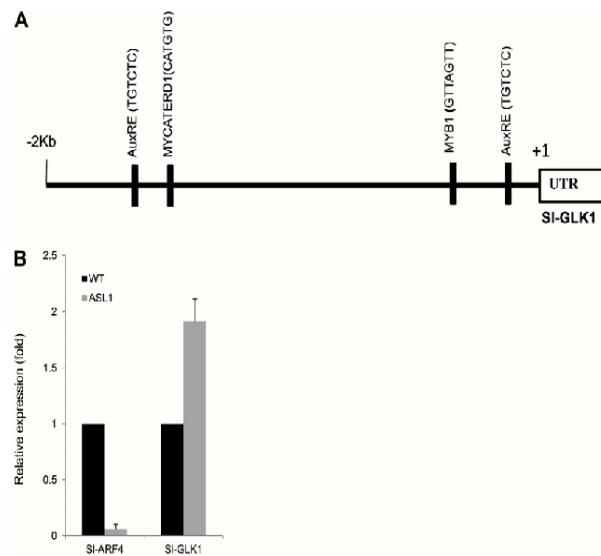 A
-2Kb
AuxRE (TGTCTC)
MYCATERD1(CATGTG)
MYB1 (GTTAGTT)
AuxRE (TGTCTC)
+1
UTR
Sl-GLK1
B
Relative expression (fold)
2.5
2
1.5
1
0.5
0
WT
ASL1
Sl-ARF4
Sl-GLK1